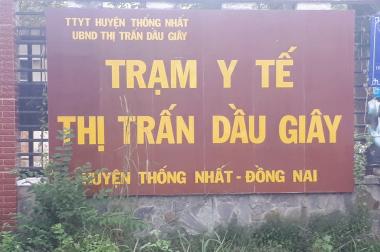 TTYT HUYỆN THỐNG NHẤT
UBND THỊ TRẤN DẦU GIÂY
TRẠM Y TẾ
THỊ TRẤN DẦU GIÂY
HUYỆN THỐNG NHẤT - ĐỒNG NAI